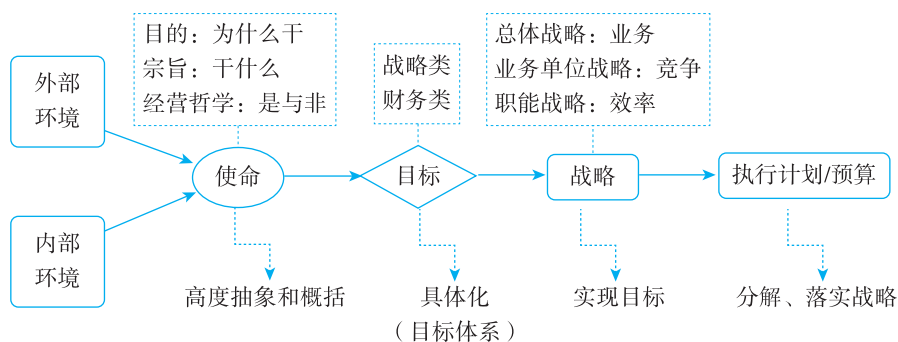 目的：为什么干
宗旨：干什么
经营哲学：是与非
战略类
财务类
总体战略：业务
业务单位战略：竞争
职能战略：效率
外部
环境
内部
环境
使命
目标
战略
执行计划/预算
高度抽象和概括
具体化
（目标体系）
实现目标
分解、落实战略